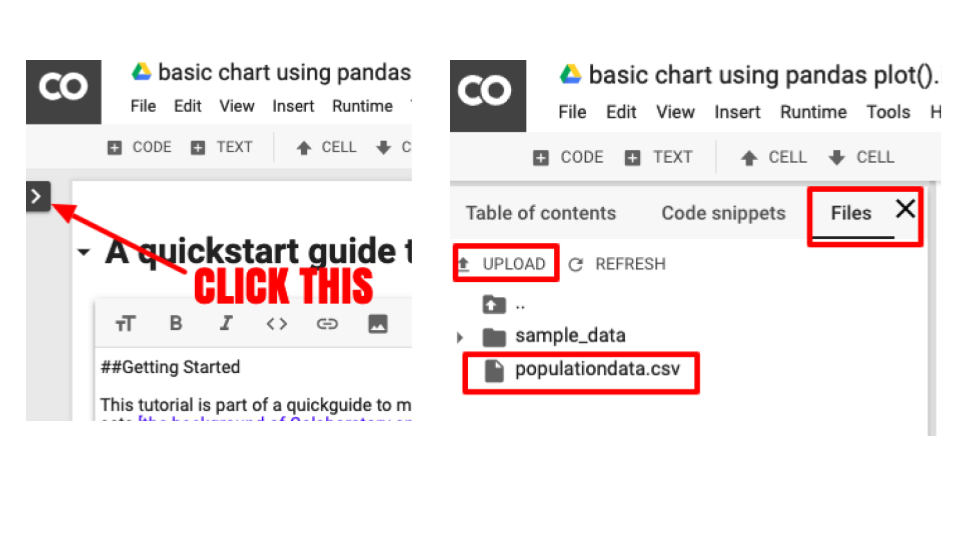 CO
basic chart using pandas
File Edit View Insert Runtime
CODE TEXT CELL C
A quickstart guide t
CLICK THIS
##Getting Started
This tutorial is part of a quickguide to m
CO
basic chart using pandas plot().
File Edit View Insert Runtime Tools H
CODE TEXT CELL CELL
Table of contents Code snippets Files
UPLOAD REFRESH
..
sample_data
populationdata.csv